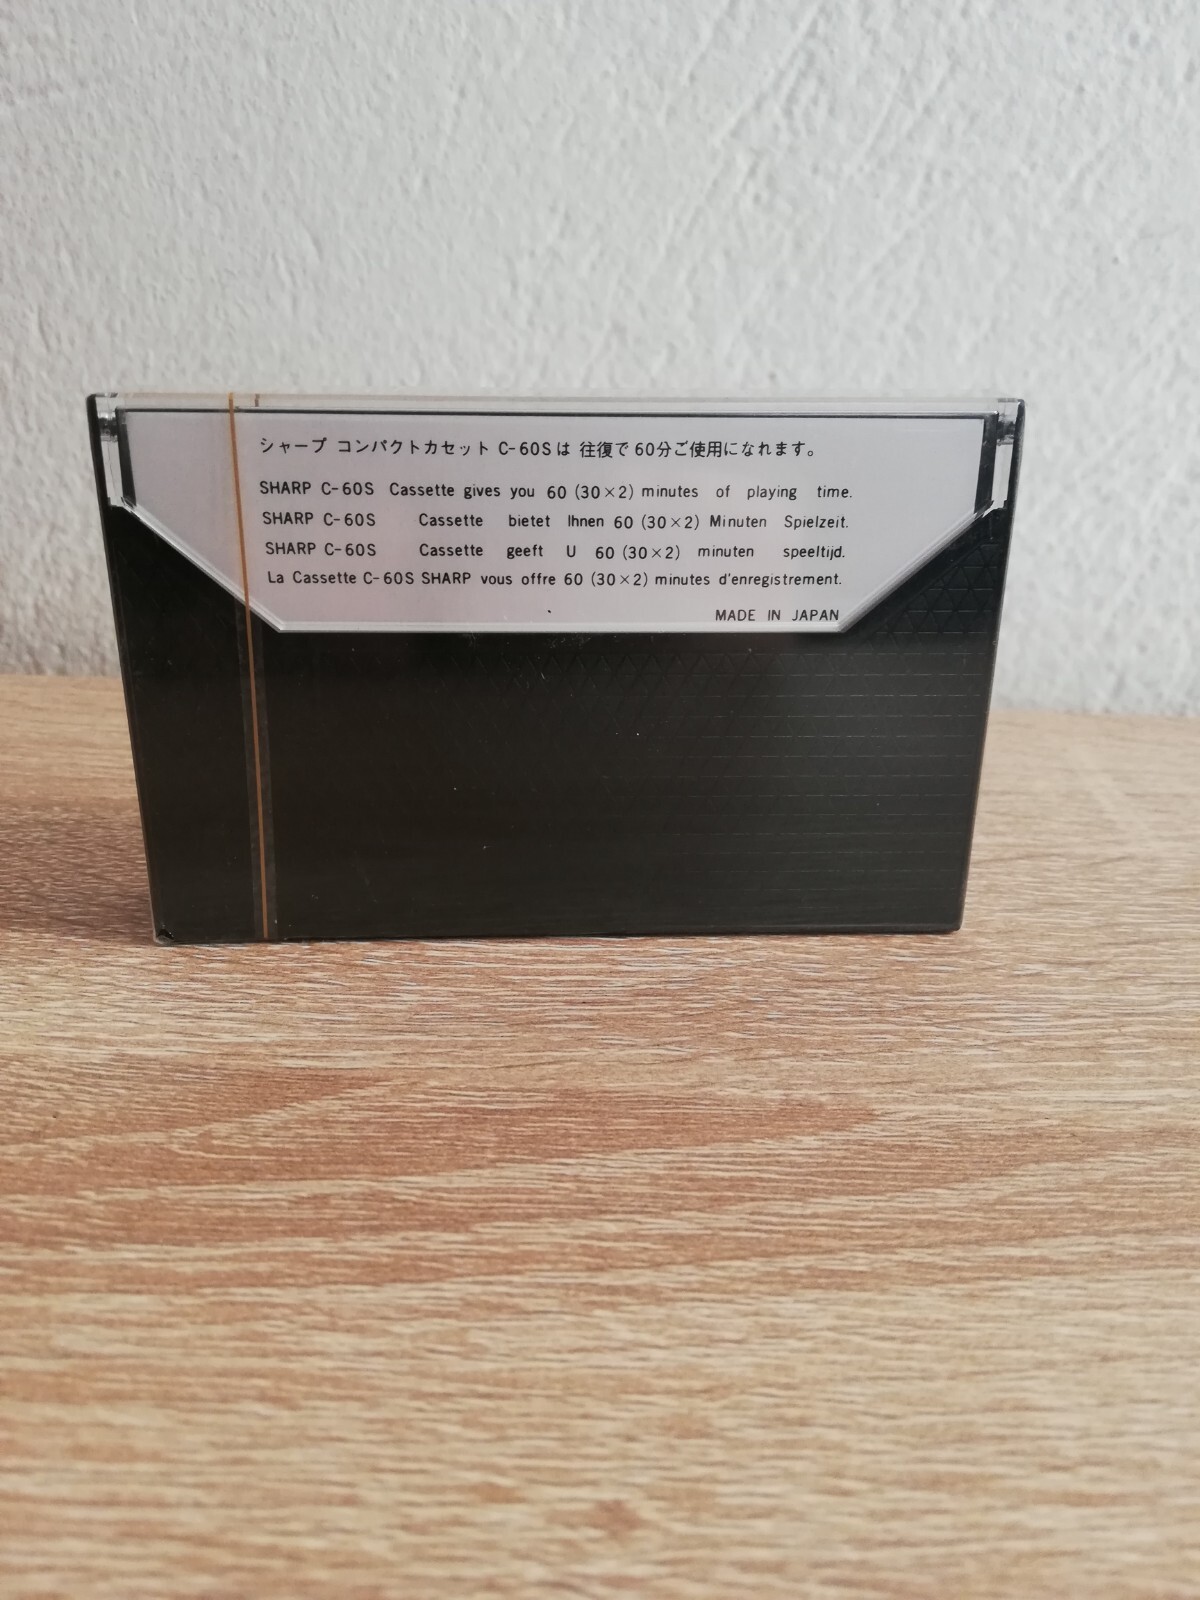 シャープ コンパクトカセット C-60Sは 往復で 60分ご使用になれます。
SHARP C-60S Cassette gives you 60 (30×2) minutes of playing time.
SHARP C-60S Cassette bietet Ihnen 60 (30×2) Minuten Spielzeit.
SHARP C-60S Cassette geeft U 60 (30×2) minuten speeltijd.
La Cassette C-60S SHARP vous offre 60 (30×2) minutes d'enregistrement.
MADE IN JAPAN